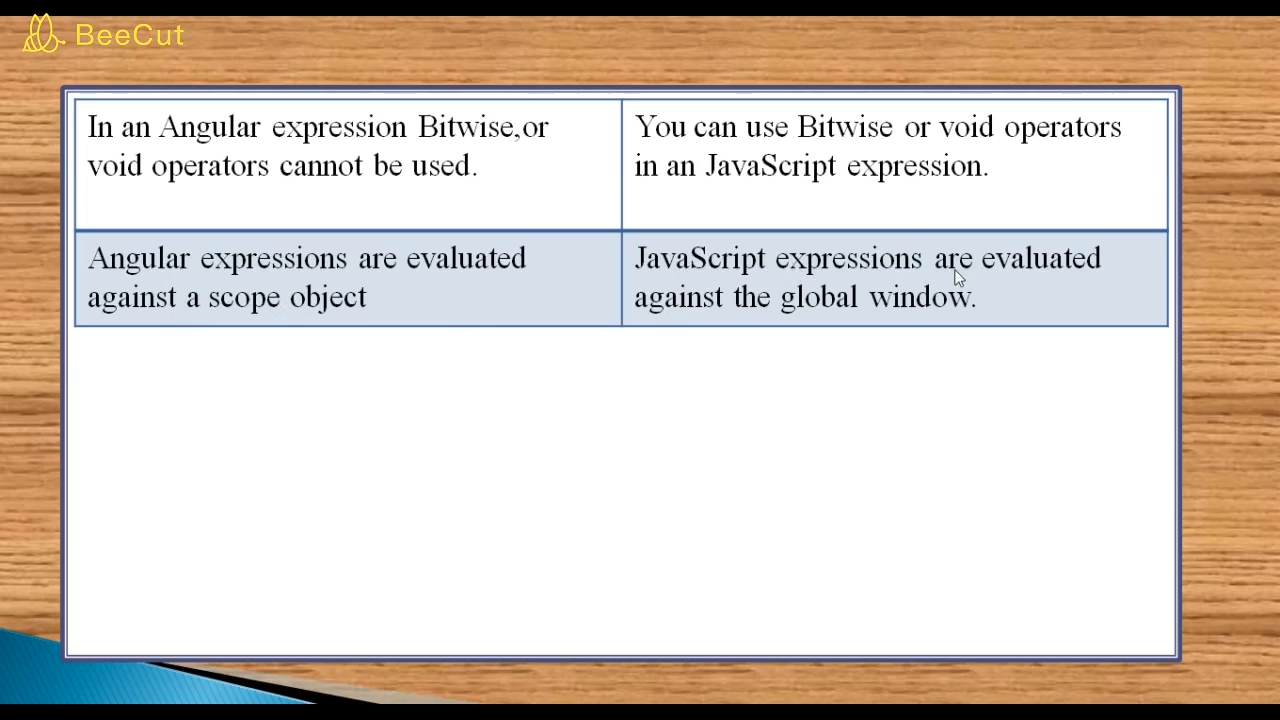 BeeCut
In an Angular expression Bitwise,or
void operators cannot be used.
You can use Bitwise or void operators
in an JavaScript expression.
Angular expressions are evaluated
against a scope object
JavaScript expressions are evaluated
against the global window.